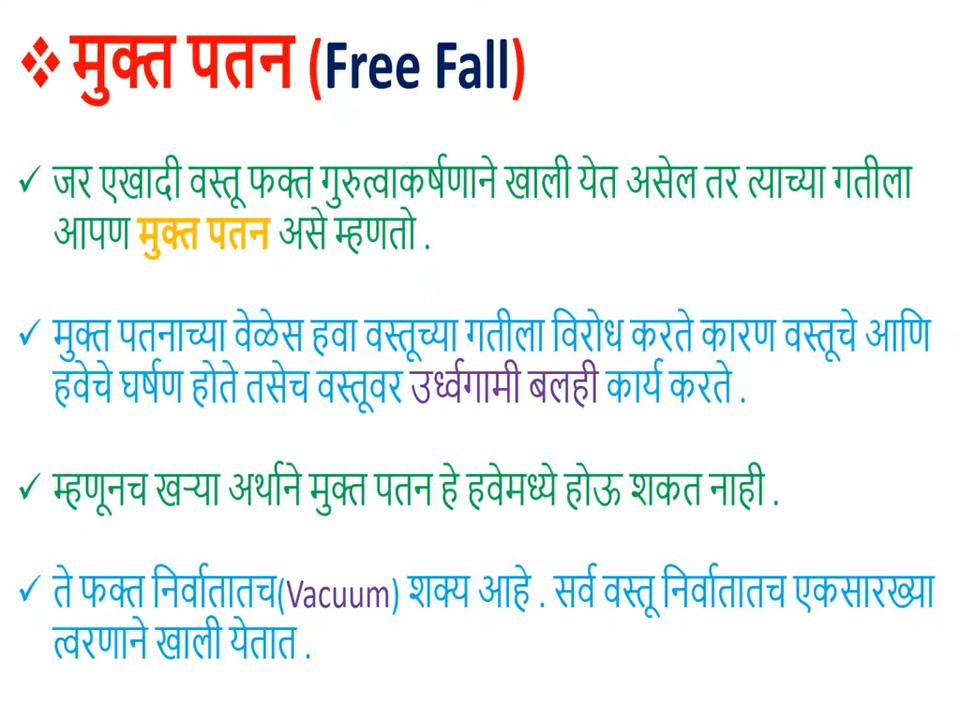 ❖ मुक्त पतन (Free Fall)
✓ जर एखादी वस्तू फक्त गुरुत्वाकर्षणाने खाली येत असेल तर त्याच्या गतीला
आपण मुक्त पतन असे म्हणतो .
✓ मुक्त पतनाच्या वेळेस हवा वस्तूच्या गतीला विरोध करते कारण वस्तूचे आणि
हवेचे घर्षण होते तसेच वस्तूवर उर्ध्वगामी बलही कार्य करते .
✓ म्हणूनच खऱ्या अर्थाने मुक्त पतन हे हवेमध्ये होऊ शकत नाही .
✓ ते फक्त निर्वातातच(Vacuum) शक्य आहे . सर्व वस्तू निर्वातातच एकसारख्या
त्वरणाने खाली येतात .